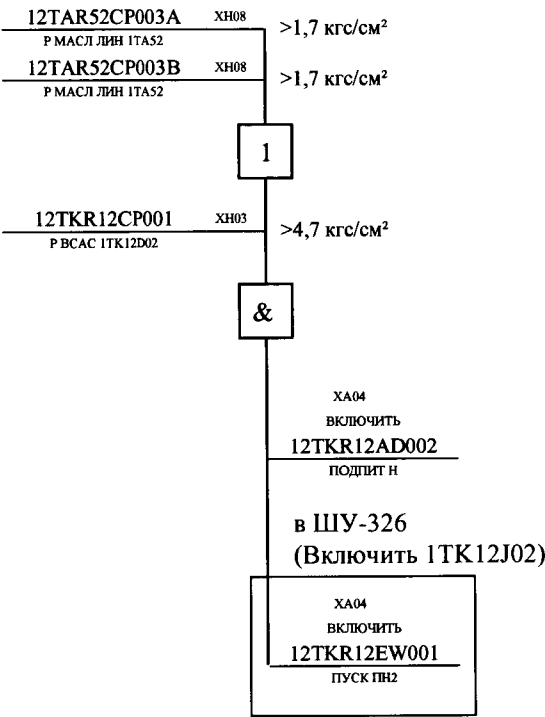 12TAR52CP003A XH08 >1,7 кгс/см²
Р МАСЛ ЛИН 1ТА52
12TAR52CP003B XH08 >1,7 кгс/см²
Р МАСЛ ЛИН 1ТА52
1
12TKR12CP001 XH03 >4,7 кгс/см²
Р ВСАС 1TK12D02
&
XA04
ВКЛЮЧИТЬ
12TKR12AD002
ПОДПИТ Н
в ШУ-326
(Включить 1TK12J02)
XA04
ВКЛЮЧИТЬ
12TKR12EW001
ПУСК ПН2